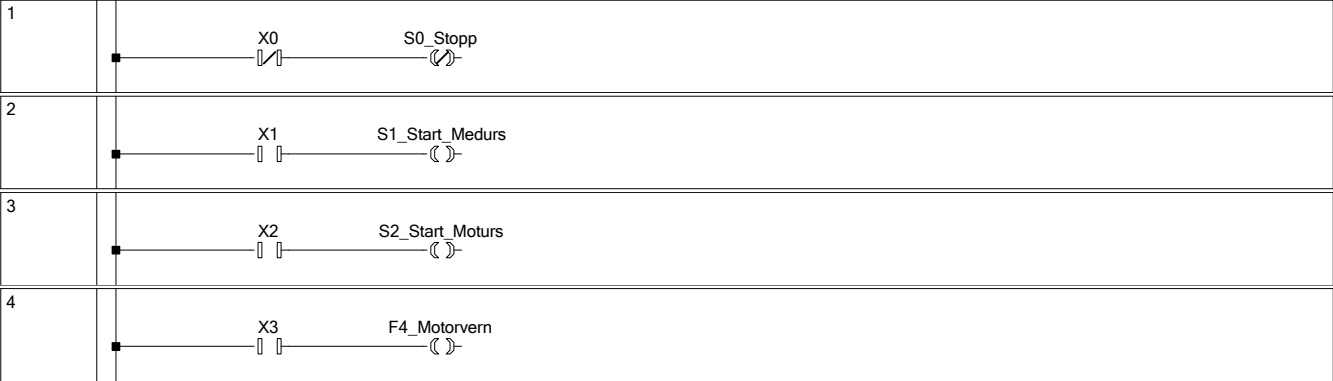 1
X0 S0_Stopp
2
X1 S1_Start_Medurs
3
X2 S2_Start_Moturs
4
X3 F4_Motorvern